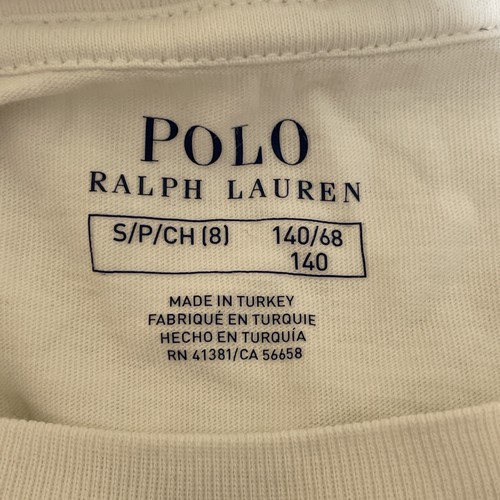 POLO
RALPH LAUREN
S/P/CH (8) 140/68
140
MADE IN TURKEY
FABRIQUÉ EN TURQUIE
HECHO EN TURQUÍA
RN 41381/CA 56658